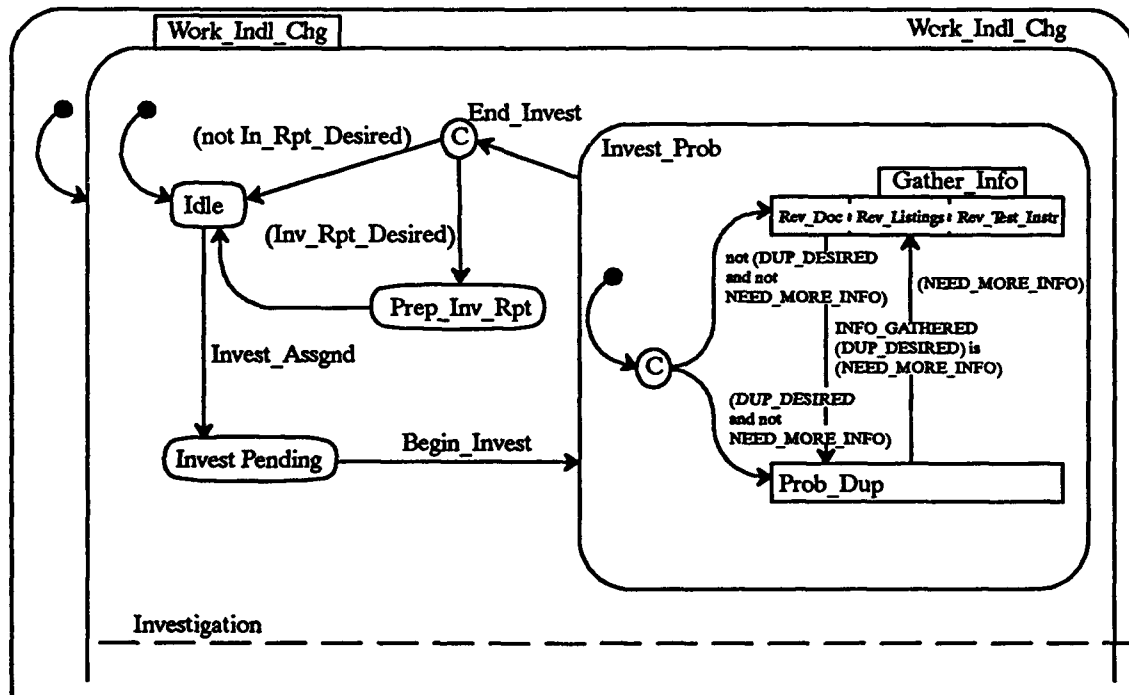 Work_Indl_Chg
Work_Indl_Chg
End_Invest
C
(not In_Rpt_Desired)
Invest_Prob
Gather_Info
Idle
Rev_Doc
Rev_Listings
Rev_Test_Instr
(Inv_Rpt_Desired)
not (DUP_DESIRED
and not
NEED_MORE_INFO)
(NEED_MORE_INFO)
Prep_Inv_Rpt
INFO_GATHERED
(DUP_DESIRED) is
(NEED_MORE_INFO)
Invest_Assgnd
C
(DUP_DESIRED
and not
NEED_MORE_INFO)
Begin_Invest
Invest Pending
Prob_Dup
Investigation